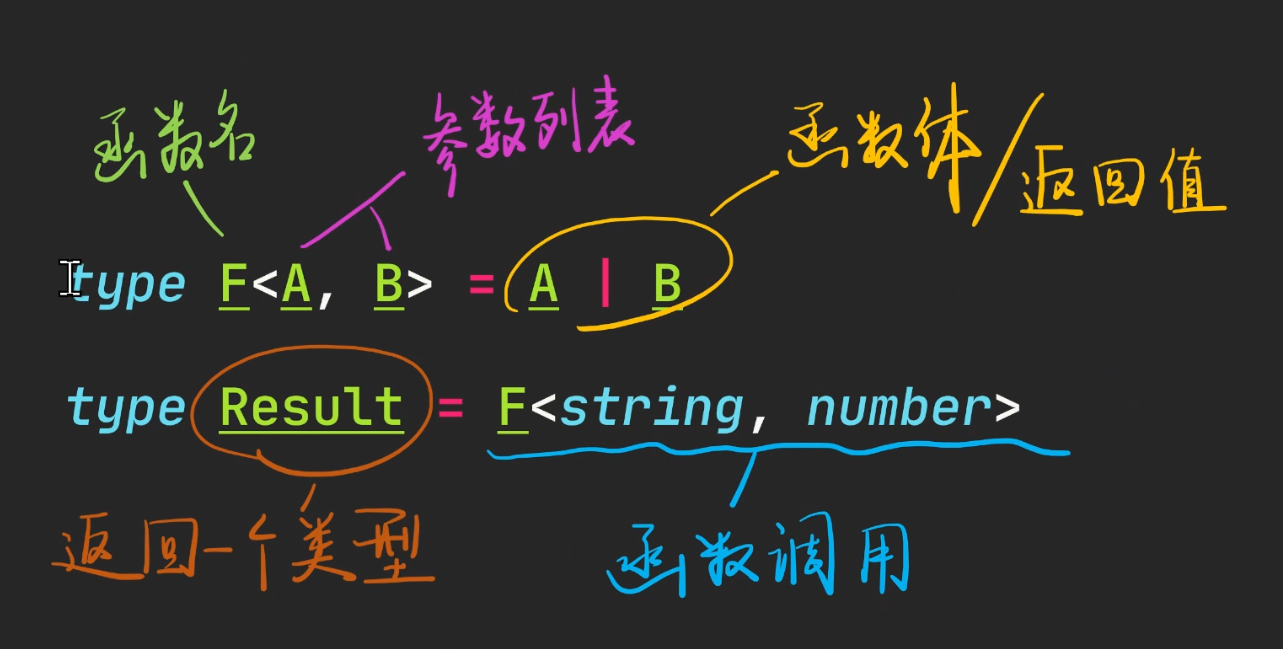 函数名
参数列表
函数体/返回值
type F<A, B> = A | B
type Result = F<string, number>
返回一个类型
函数调用